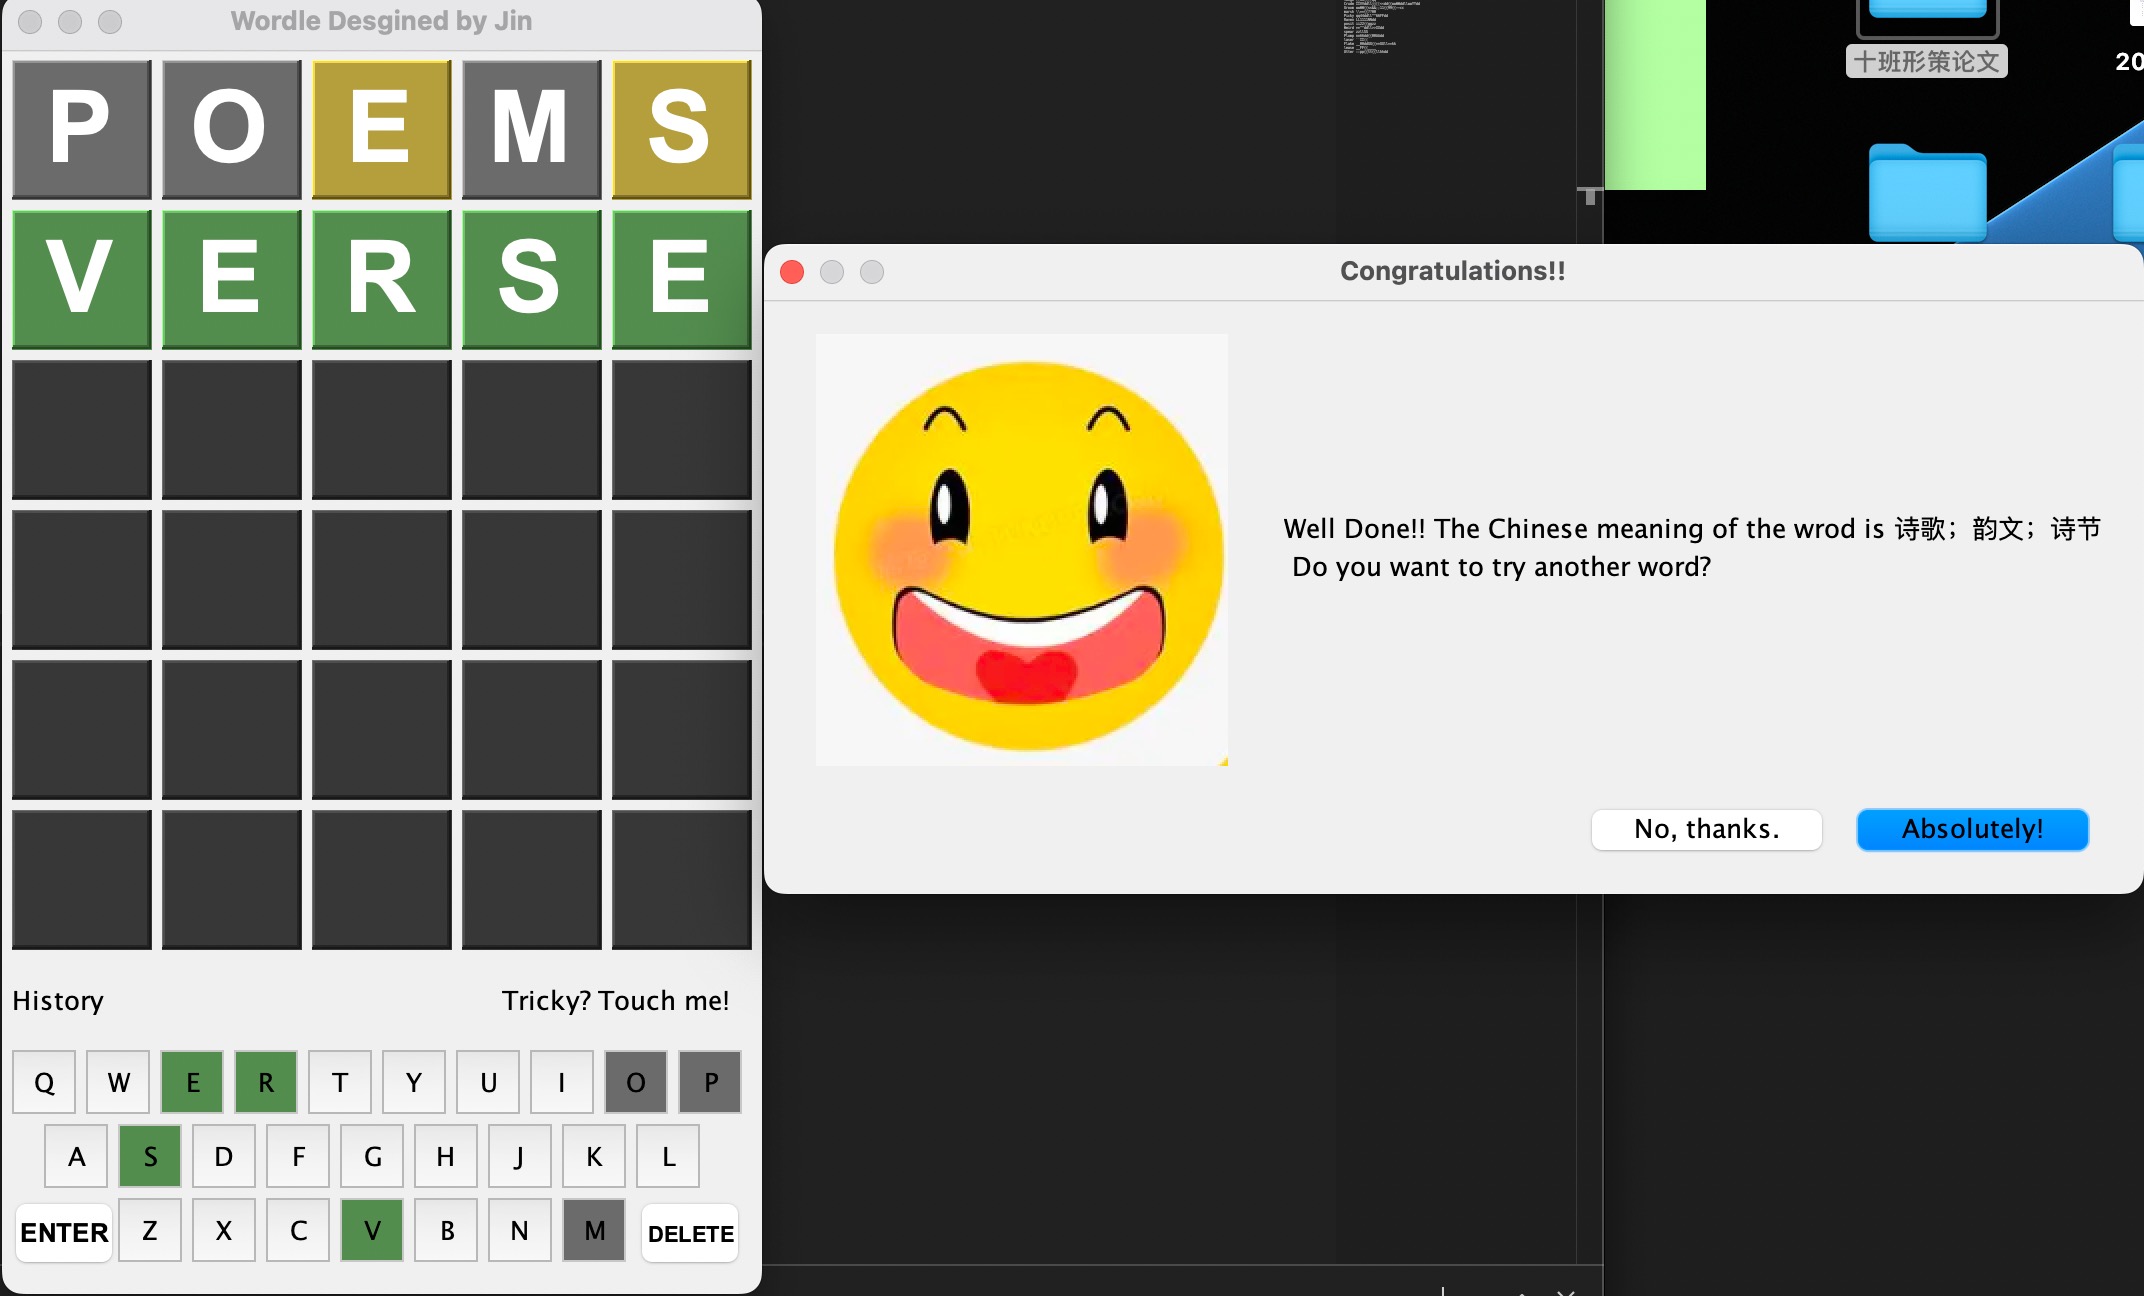 Wordle Desgined by Jin
P O E M S
V E R S E
History
Tricky? Touch me!
Q W E R T Y U I O P
A S D F G H J K L
ENTER Z X C V B N M DELETE
Congratulations!!
Well Done!! The Chinese meaning of the wrod is 诗歌；韵文；诗节
Do you want to try another word?
No, thanks.
Absolutely!
十班形策论文
20